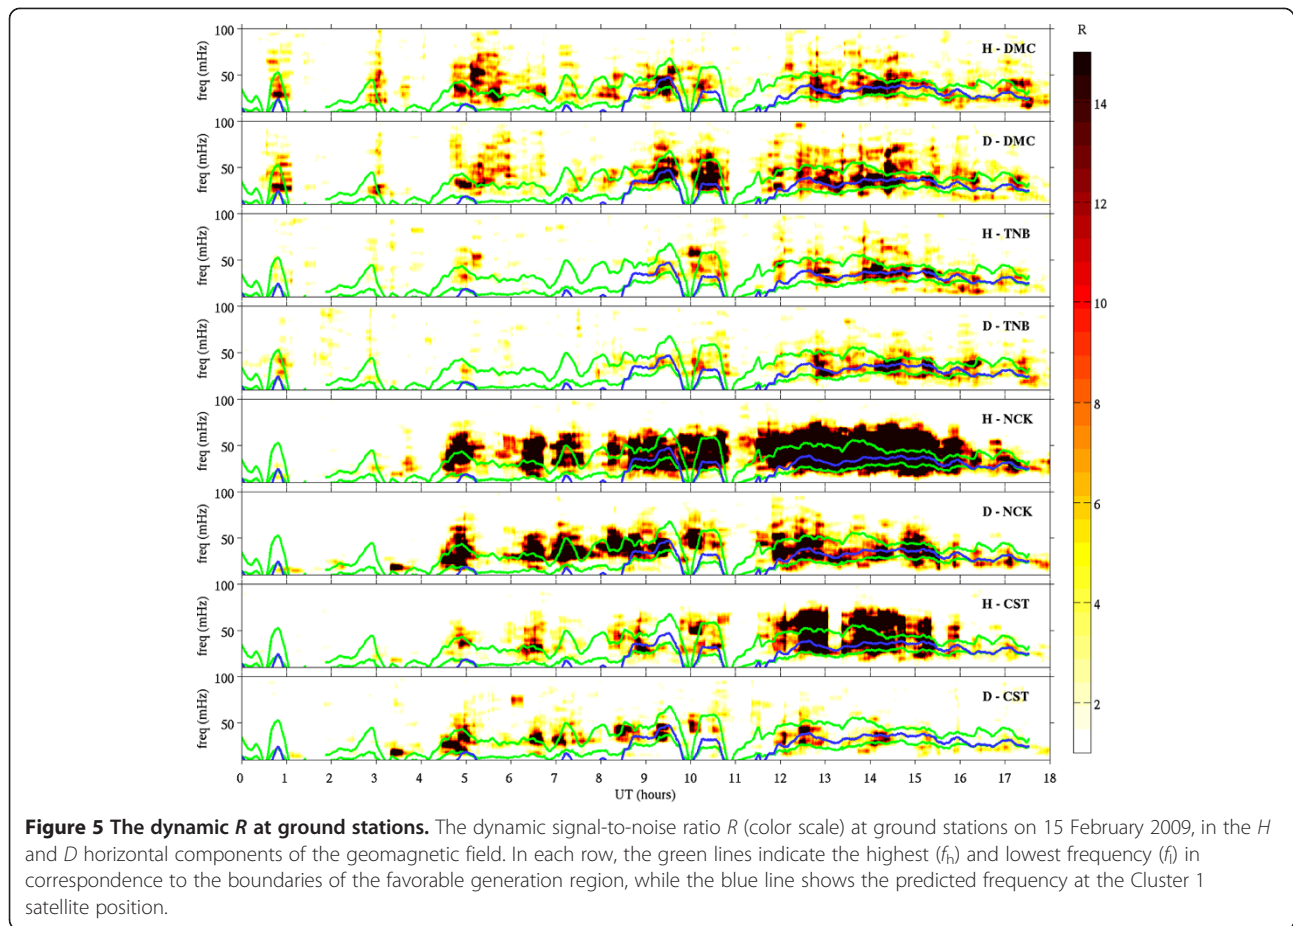 100
50
freq (mHz)
H - DMC
R
100
50
freq (mHz)
D - DMC
100
50
freq (mHz)
H - TNB
100
50
freq (mHz)
D - TNB
100
50
freq (mHz)
H - NCK
100
50
freq (mHz)
D - NCK
100
50
freq (mHz)
H - CST
100
50
freq (mHz)
D - CST
14
12
10
8
6
4
2
0 1 2 3 4 5 6 7 8 9 10 11 12 13 14 15 16 17 18
UT (hours)
Figure 5 The dynamic R at ground stations. The dynamic signal-to-noise ratio R (color scale) at ground stations on 15 February 2009, in the H
and D horizontal components of the geomagnetic field. In each row, the green lines indicate the highest (fh) and lowest frequency (fl) in
correspondence to the boundaries of the favorable generation region, while the blue line shows the predicted frequency at the Cluster 1
satellite position.